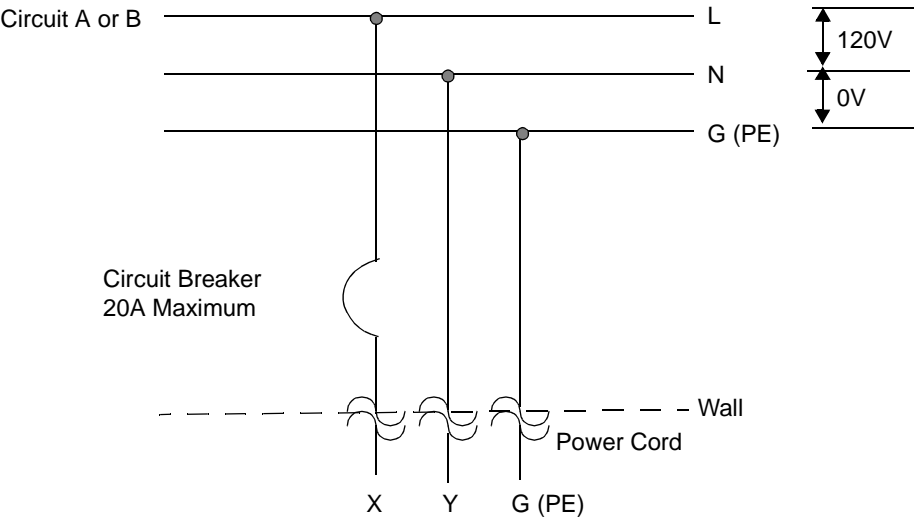 Circuit A or B
L
120V
N
0V
G (PE)
Circuit Breaker
20A Maximum
Wall
Power Cord
X
Y
G (PE)